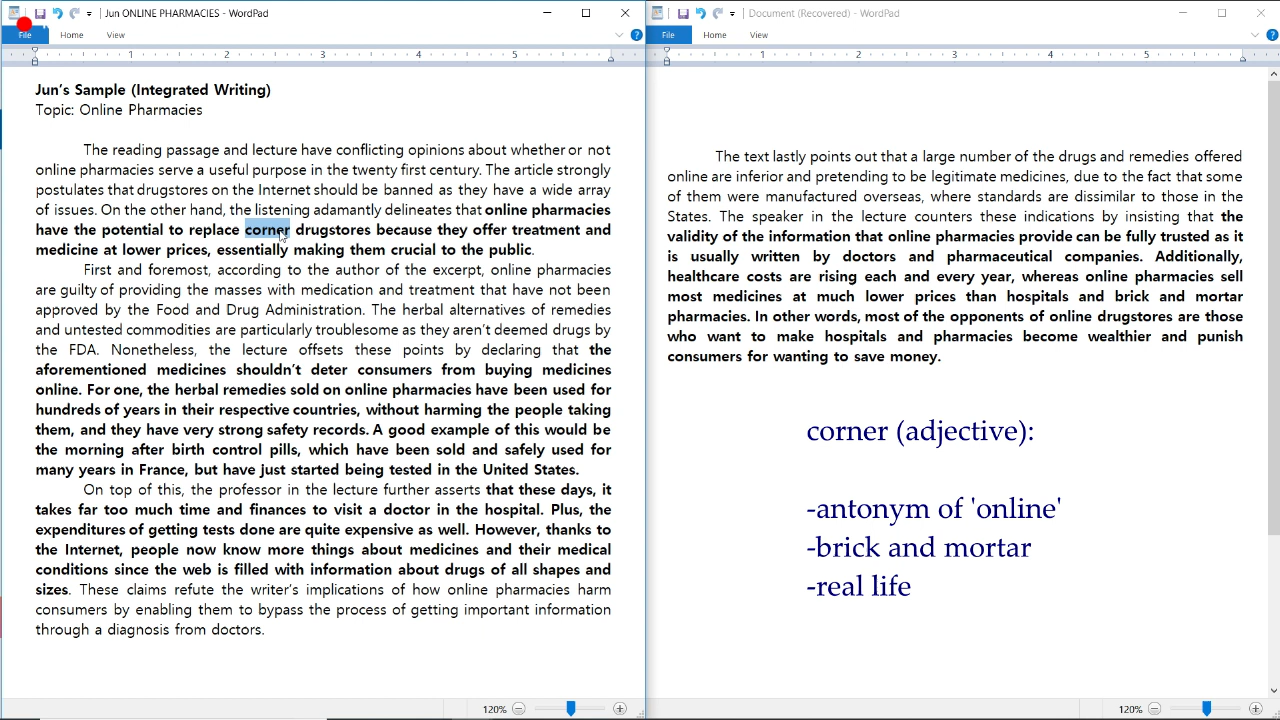 Jun ONLINE PHARMACIES - WordPad
File Home View
1 2 3 4 5
Jun's Sample (Integrated Writing)
Topic: Online Pharmacies
The reading passage and lecture have conflicting opinions about whether or not
online pharmacies serve a useful purpose in the twenty first century. The article strongly
postulates that drugstores on the Internet should be banned as they have a wide array
of issues. On the other hand, the listening adamantly delineates that online pharmacies
have the potential to replace corner drugstores because they offer treatment and
medicine at lower prices, essentially making them crucial to the public.
First and foremost, according to the author of the excerpt, online pharmacies
are guilty of providing the masses with medication and treatment that have not been
approved by the Food and Drug Administration. The herbal alternatives of remedies
and untested commodities are particularly troublesome as they aren't deemed drugs by
the FDA. Nonetheless, the lecture offsets these points by declaring that the
aforementioned medicines shouldn't deter consumers from buying medicines
online. For one, the herbal remedies sold on online pharmacies have been used for
hundreds of years in their respective countries, without harming the people taking
them, and they have very strong safety records. A good example of this would be
the morning after birth control pills, which have been sold and safely used for
many years in France, but have just started being tested in the United States.
On top of this, the professor in the lecture further asserts that these days, it
takes far too much time and finances to visit a doctor in the hospital. Plus, the
expenditures of getting tests done are quite expensive as well. However, thanks to
the Internet, people now know more things about medicines and their medical
conditions since the web is filled with information about drugs of all shapes and
sizes. These claims refute the writer's implications of how online pharmacies harm
consumers by enabling them to bypass the process of getting important information
through a diagnosis from doctors.
120%
Document (Recovered) - WordPad
File Home View
1 2 3 4 5
The text lastly points out that a large number of the drugs and remedies offered
online are inferior and pretending to be legitimate medicines, due to the fact that some
of them were manufactured overseas, where standards are dissimilar to those in the
States. The speaker in the lecture counters these indications by insisting that the
validity of the information that online pharmacies provide can be fully trusted as it
is usually written by doctors and pharmaceutical companies. Additionally,
healthcare costs are rising each and every year, whereas online pharmacies sell
most medicines at much lower prices than hospitals and brick and mortar
pharmacies. In other words, most of the opponents of online drugstores are those
who want to make hospitals and pharmacies become wealthier and punish
consumers for wanting to save money.
corner (adjective):
-antonym of 'online'
-brick and mortar
-real life
120%